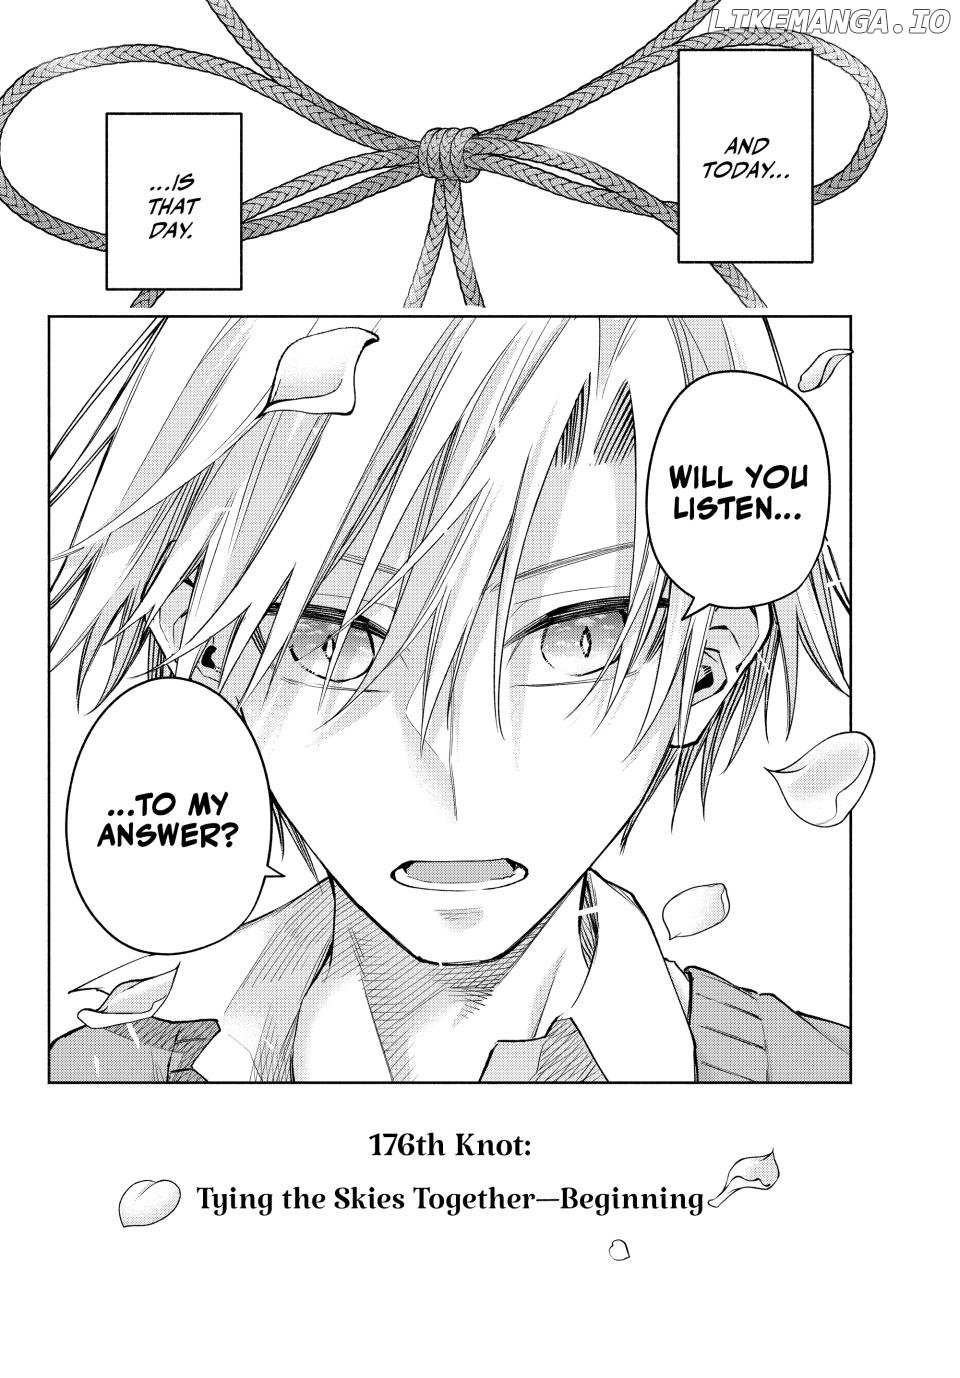 LIKEMANGA.IO
AND
TODAY...
...IS
THAT
DAY.
WILL YOU
LISTEN...
...TO MY
ANSWER?
176th Knot:
Tying the Skies Together—Beginning